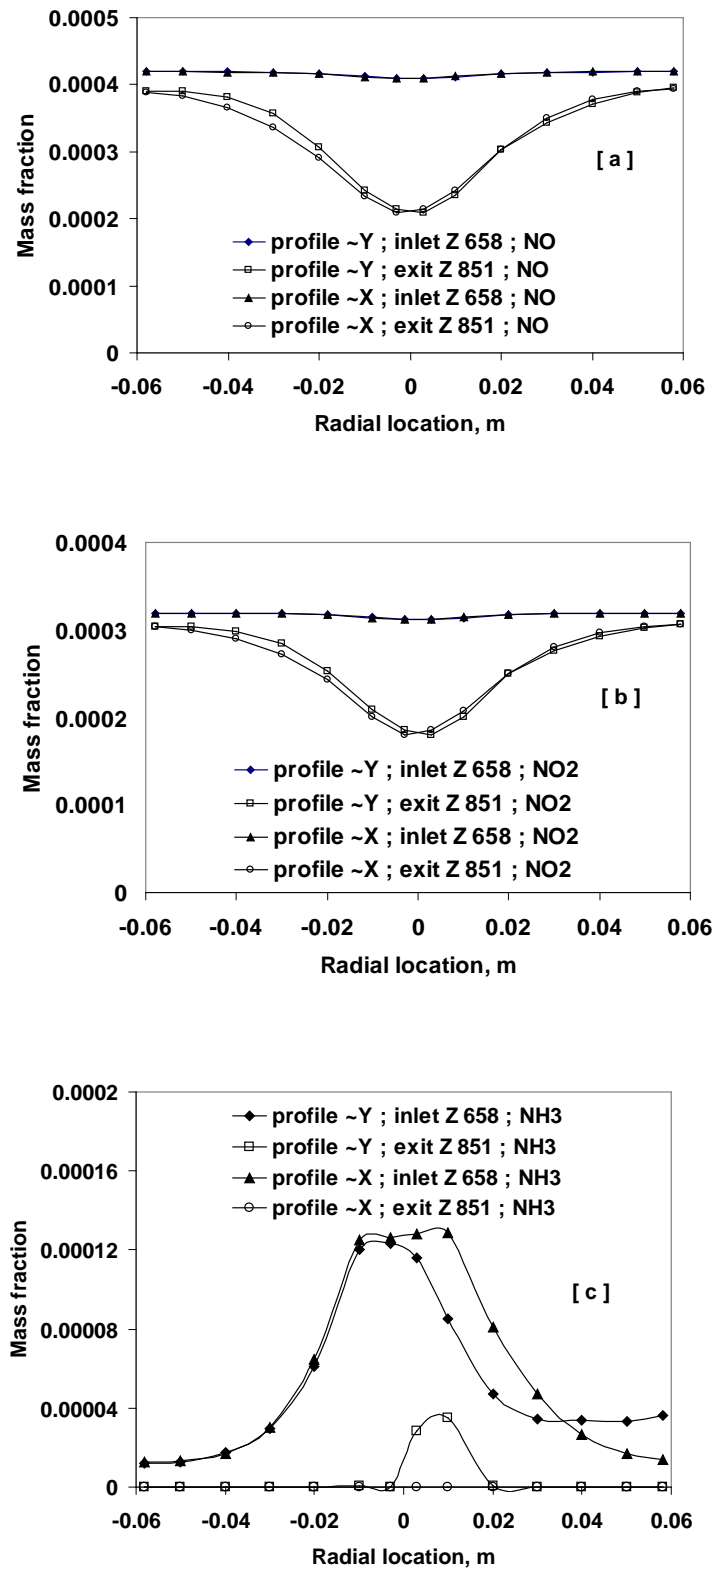 0.0005
0.0004
0.0003
0.0002
0.0001
0
Mass fraction
[ a ]
profile ~Y ; inlet Z 658 ; NO
profile ~Y ; exit Z 851 ; NO
profile ~X ; inlet Z 658 ; NO
profile ~X ; exit Z 851 ; NO
-0.06 -0.04 -0.02 0 0.02 0.04 0.06
Radial location, m
0.0004
0.0003
0.0002
0.0001
0
Mass fraction
[ b ]
profile ~Y ; inlet Z 658 ; NO2
profile ~Y ; exit Z 851 ; NO2
profile ~X ; inlet Z 658 ; NO2
profile ~X ; exit Z 851 ; NO2
-0.06 -0.04 -0.02 0 0.02 0.04 0.06
Radial location, m
0.0002
0.00016
0.00012
0.00008
0.00004
0
Mass fraction
profile ~Y ; inlet Z 658 ; NH3
profile ~Y ; exit Z 851 ; NH3
profile ~X ; inlet Z 658 ; NH3
profile ~X ; exit Z 851 ; NH3
[ c ]
-0.06 -0.04 -0.02 0 0.02 0.04 0.06
Radial location, m